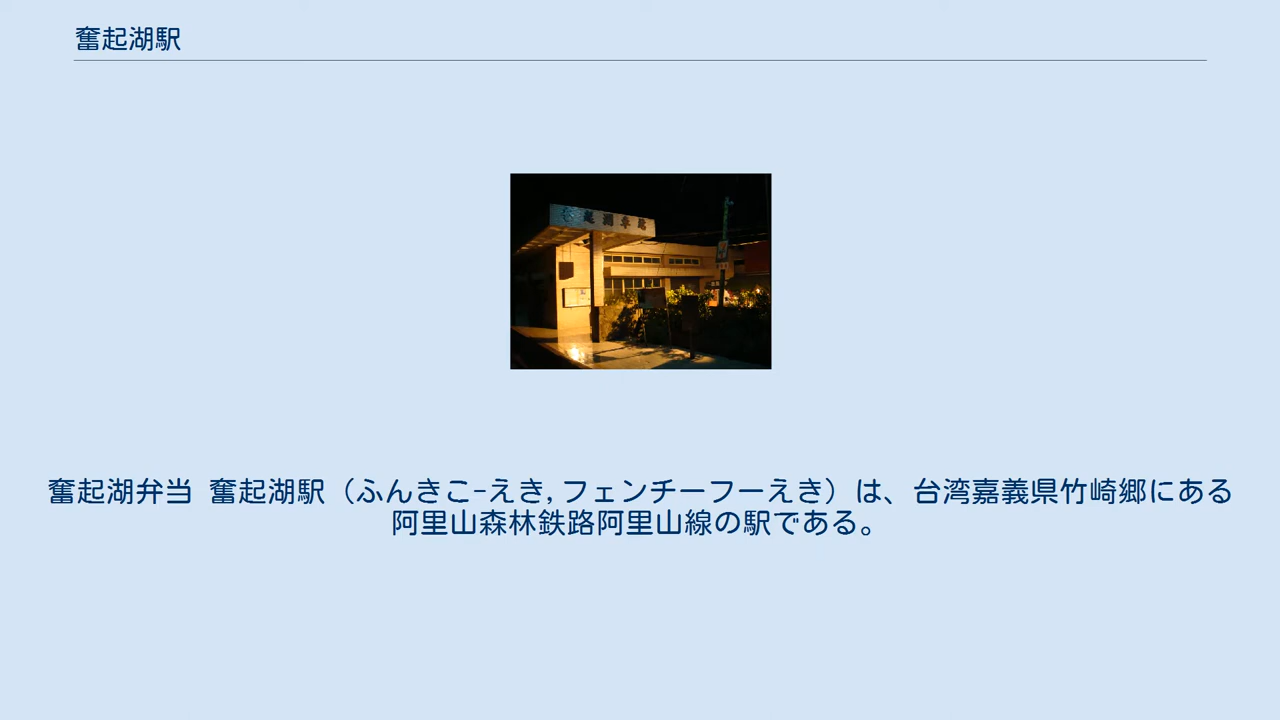 奮起湖駅
奮起湖弁当 奮起湖駅（ふんきこ-えき,フェンチーフーえき）は、台湾嘉義県竹崎郷にある
阿里山森林鉄路阿里山線の駅である。